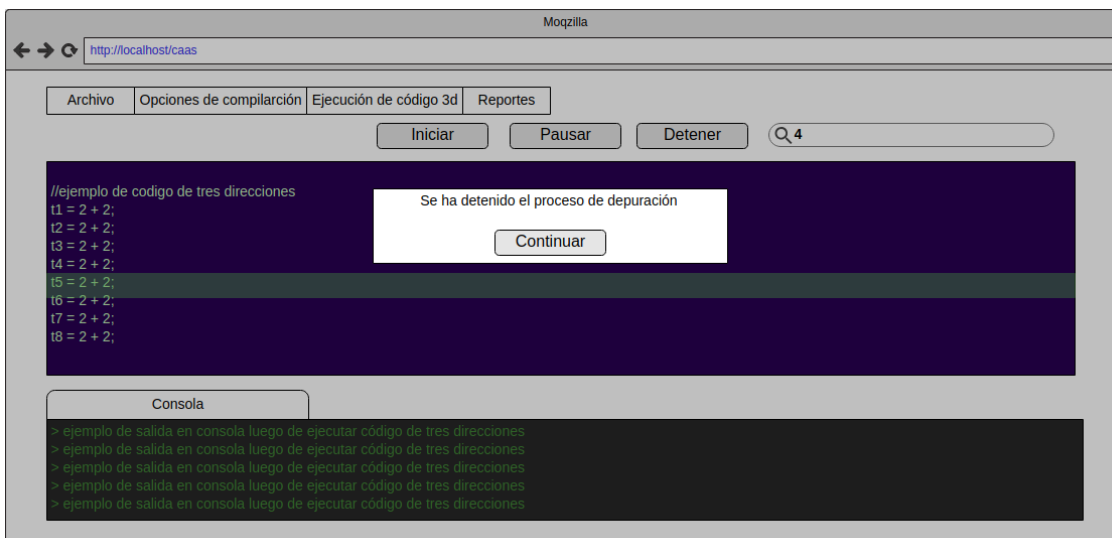 Moqzilla
http://localhost/caas
Archivo Opciones de compilarción Ejecución de código 3d Reportes
Iniciar Pausar Detener 4
//ejemplo de codigo de tres direcciones
t1 = 2 + 2;
t2 = 2 + 2;
t3 = 2 + 2;
t4 = 2 + 2;
t5 = 2 + 2;
t6 = 2 + 2;
t7 = 2 + 2;
t8 = 2 + 2;
Se ha detenido el proceso de depuración
Continuar
Consola
> ejemplo de salida en consola luego de ejecutar código de tres direcciones
> ejemplo de salida en consola luego de ejecutar código de tres direcciones
> ejemplo de salida en consola luego de ejecutar código de tres direcciones
> ejemplo de salida en consola luego de ejecutar código de tres direcciones
> ejemplo de salida en consola luego de ejecutar código de tres direcciones